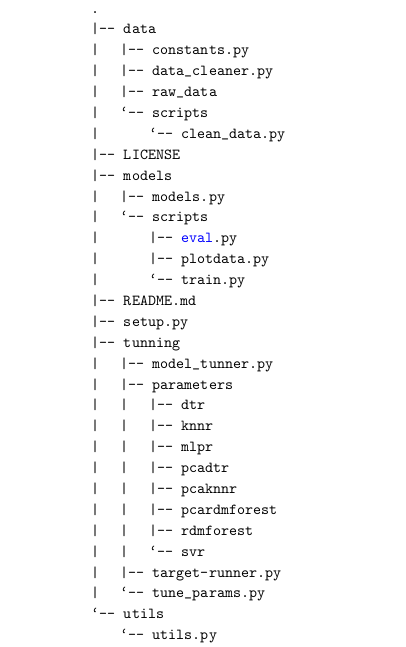 .
|-- data
|   |-- constants.py
|   |-- data_cleaner.py
|   |-- raw_data
|   ‘-- scripts
|       ‘-- clean_data.py
|-- LICENSE
|-- models
|   |-- models.py
|   ‘-- scripts
|       |-- eval.py
|       |-- plotdata.py
|       ‘-- train.py
|-- README.md
|-- setup.py
|-- tunning
|   |-- model_tunner.py
|   |-- parameters
|   |   |-- dtr
|   |   |-- knnr
|   |   |-- mlpr
|   |   |-- pcadtr
|   |   |-- pcaknnr
|   |   |-- pcardmforest
|   |   |-- rdmforest
|   |   ‘-- svr
|   |-- target-runner.py
|   ‘-- tune_params.py
‘-- utils
    ‘-- utils.py